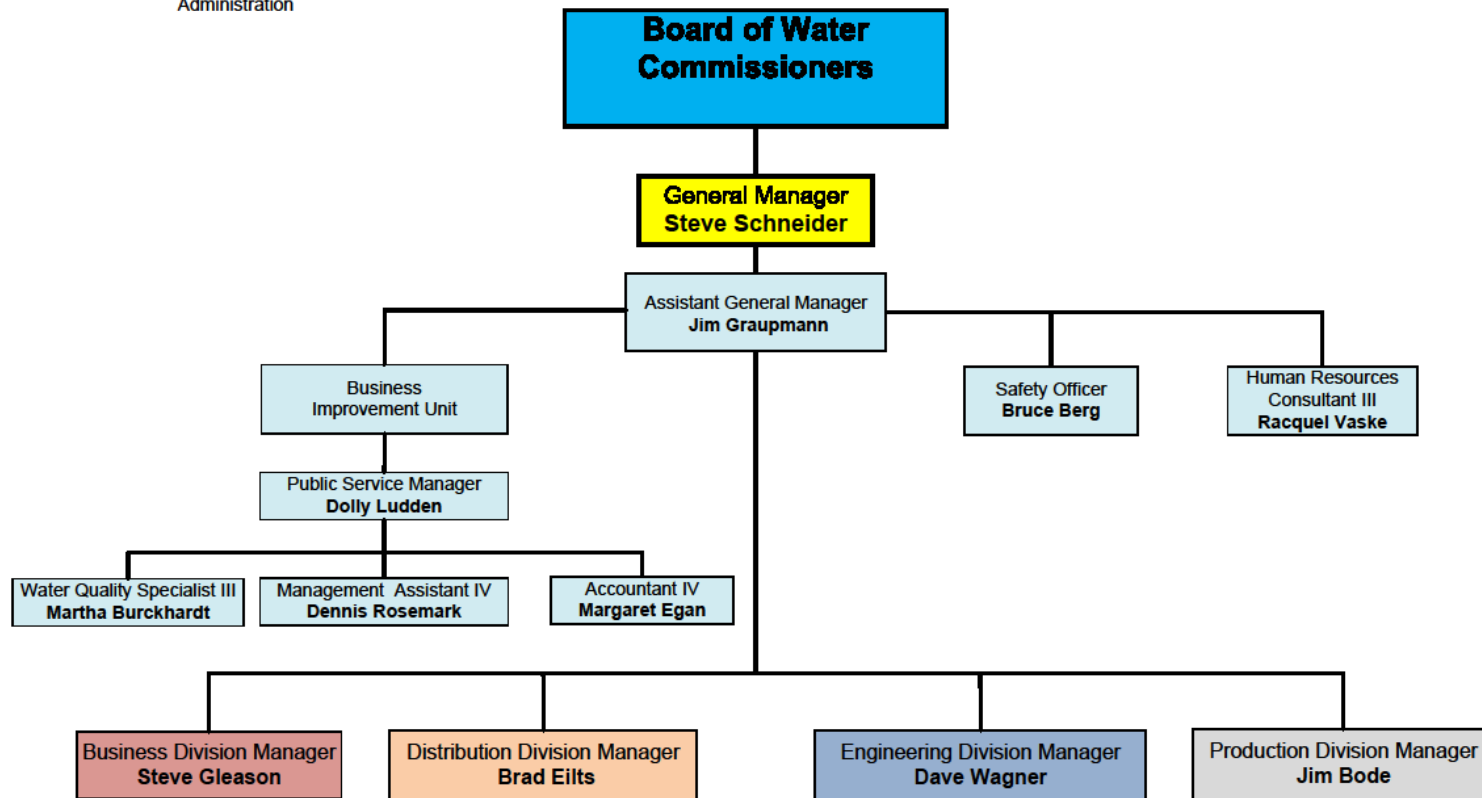 Administration
Board of Water
Commissioners
General Manager
Steve Schneider
Assistant General Manager
Jim Graupmann
Business
Improvement Unit
Safety Officer
Bruce Berg
Human Resources
Consultant III
Racquel Vaske
Public Service Manager
Dolly Ludden
Water Quality Specialist III
Martha Burckhardt
Management Assistant IV
Dennis Rosemark
Accountant IV
Margaret Egan
Business Division Manager
Steve Gleason
Distribution Division Manager
Brad Eilts
Engineering Division Manager
Dave Wagner
Production Division Manager
Jim Bode